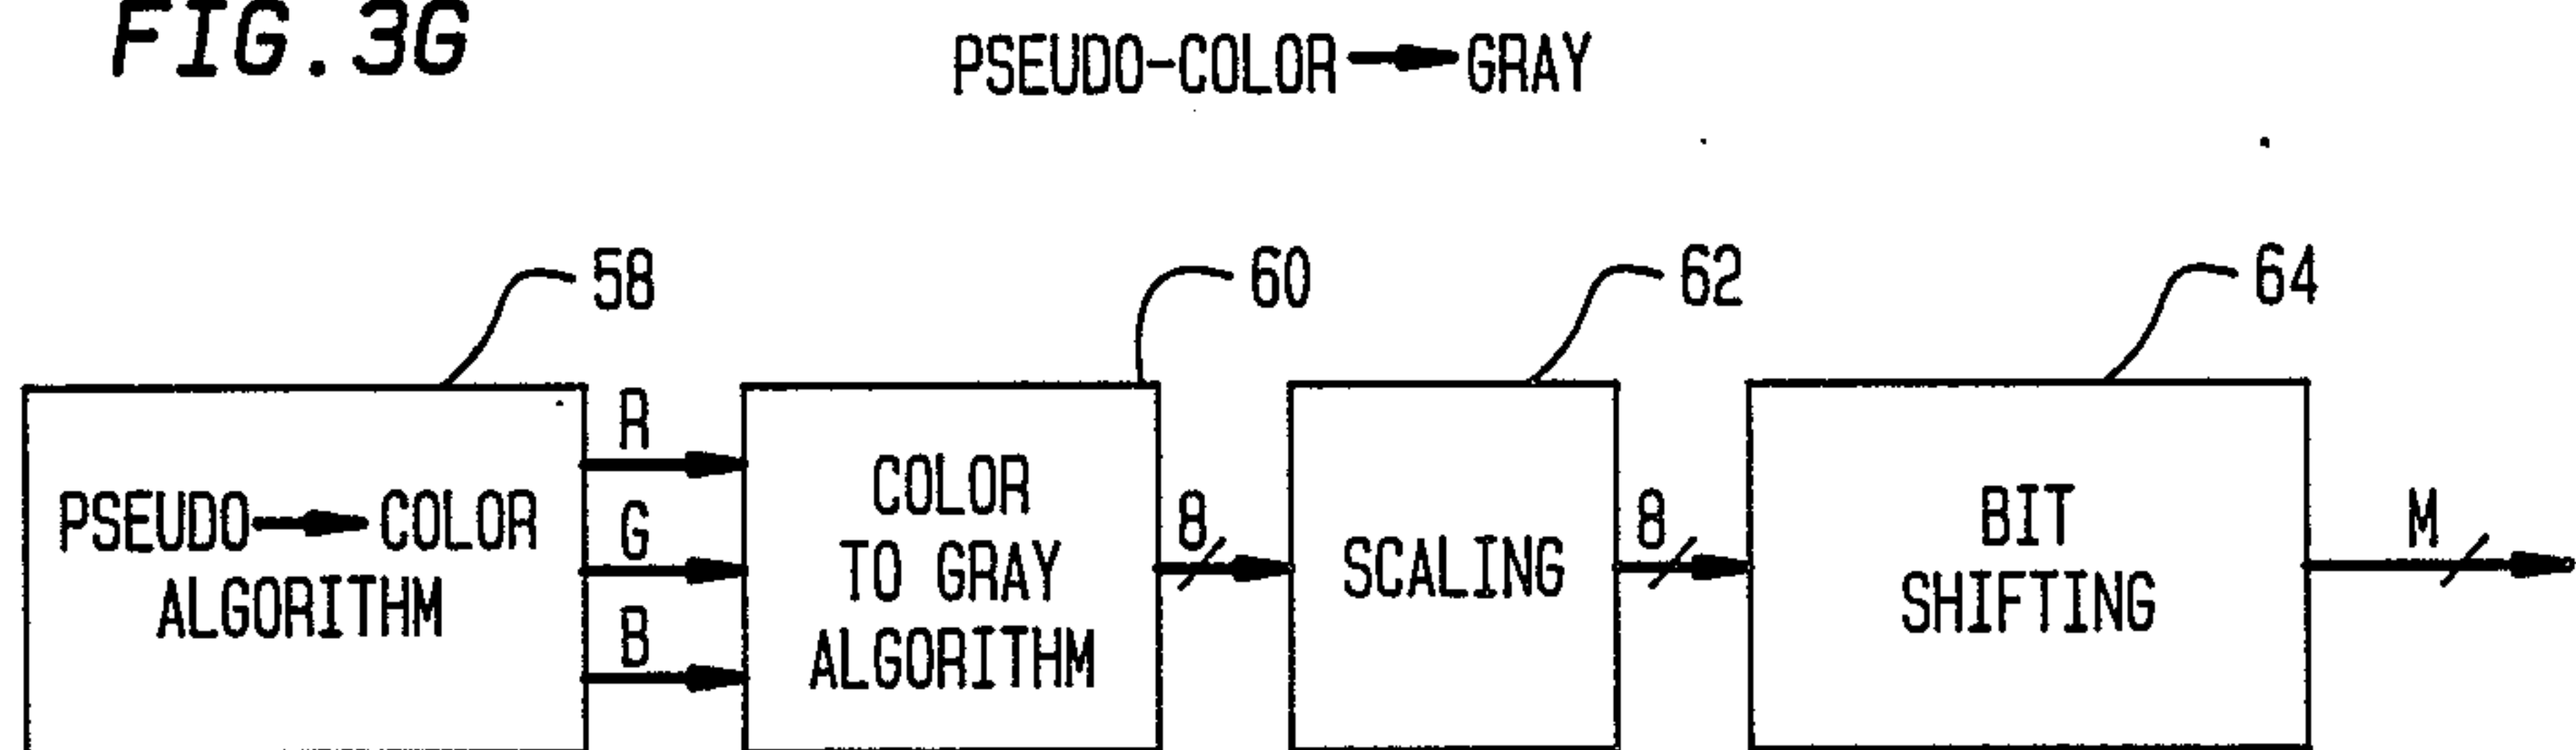 FIG.3G
PSEUDO-COLOR→GRAY
58
60
62
64
PSEUDO→COLOR
ALGORITHM
R
G
B
COLOR
TO GRAY
ALGORITHM
8
SCALING
8
BIT
SHIFTING
M